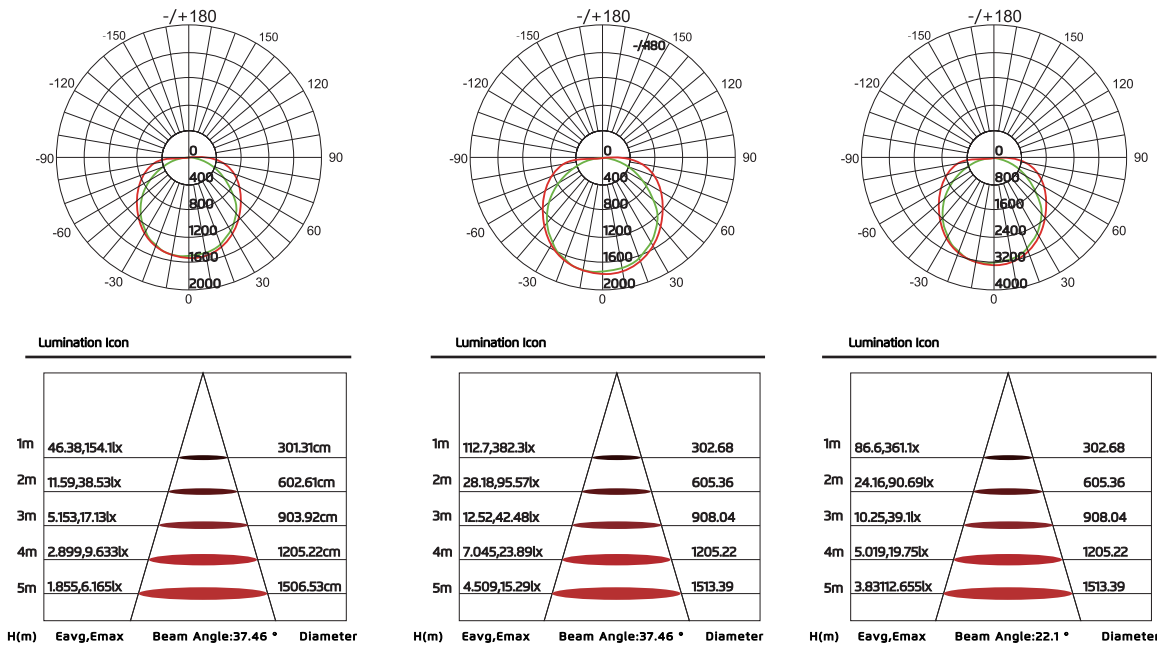 -/+180
-150
150
-120
120
-90
90
-60
60
-30
30
0
0
400
800
1200
1600
2000
-/+180
-/+180
-150
150
-120
120
-90
90
-60
60
-30
30
0
0
400
800
1200
1600
2000
-/+180
-150
150
-120
120
-90
90
-60
60
-30
30
0
0
800
1600
2400
3200
4000
Lumination Icon
1m 46.38,154.1lx 301.31cm
2m 11.59,38.53lx 602.61cm
3m 5.153,17.13lx 903.92cm
4m 2.899,9.633lx 1205.22cm
5m 1.855,6.165lx 1506.53cm
H(m) Eavg,Emax Beam Angle:37.46 ° Diameter
Lumination Icon
1m 112.7,382.3lx 302.68
2m 28.18,95.57lx 605.36
3m 12.52,42.48lx 908.04
4m 7.045,23.89lx 1205.22
5m 4.509,15.29lx 1513.39
H(m) Eavg,Emax Beam Angle:37.46 ° Diameter
Lumination Icon
1m 86.6,361.1x 302.68
2m 24.16,90.69lx 605.36
3m 10.25,39.1lx 908.04
4m 5.019,19.75lx 1205.22
5m 3.83112.655lx 1513.39
H(m) Eavg,Emax Beam Angle:22.1 ° Diameter